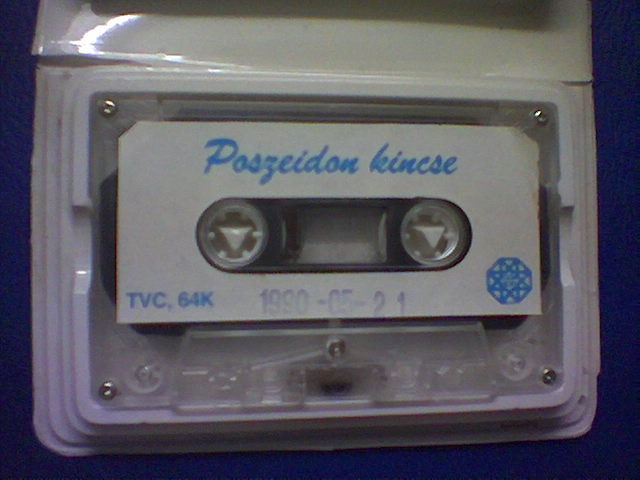 Poszeidon kincse
TVC, 64K
1990-05-21